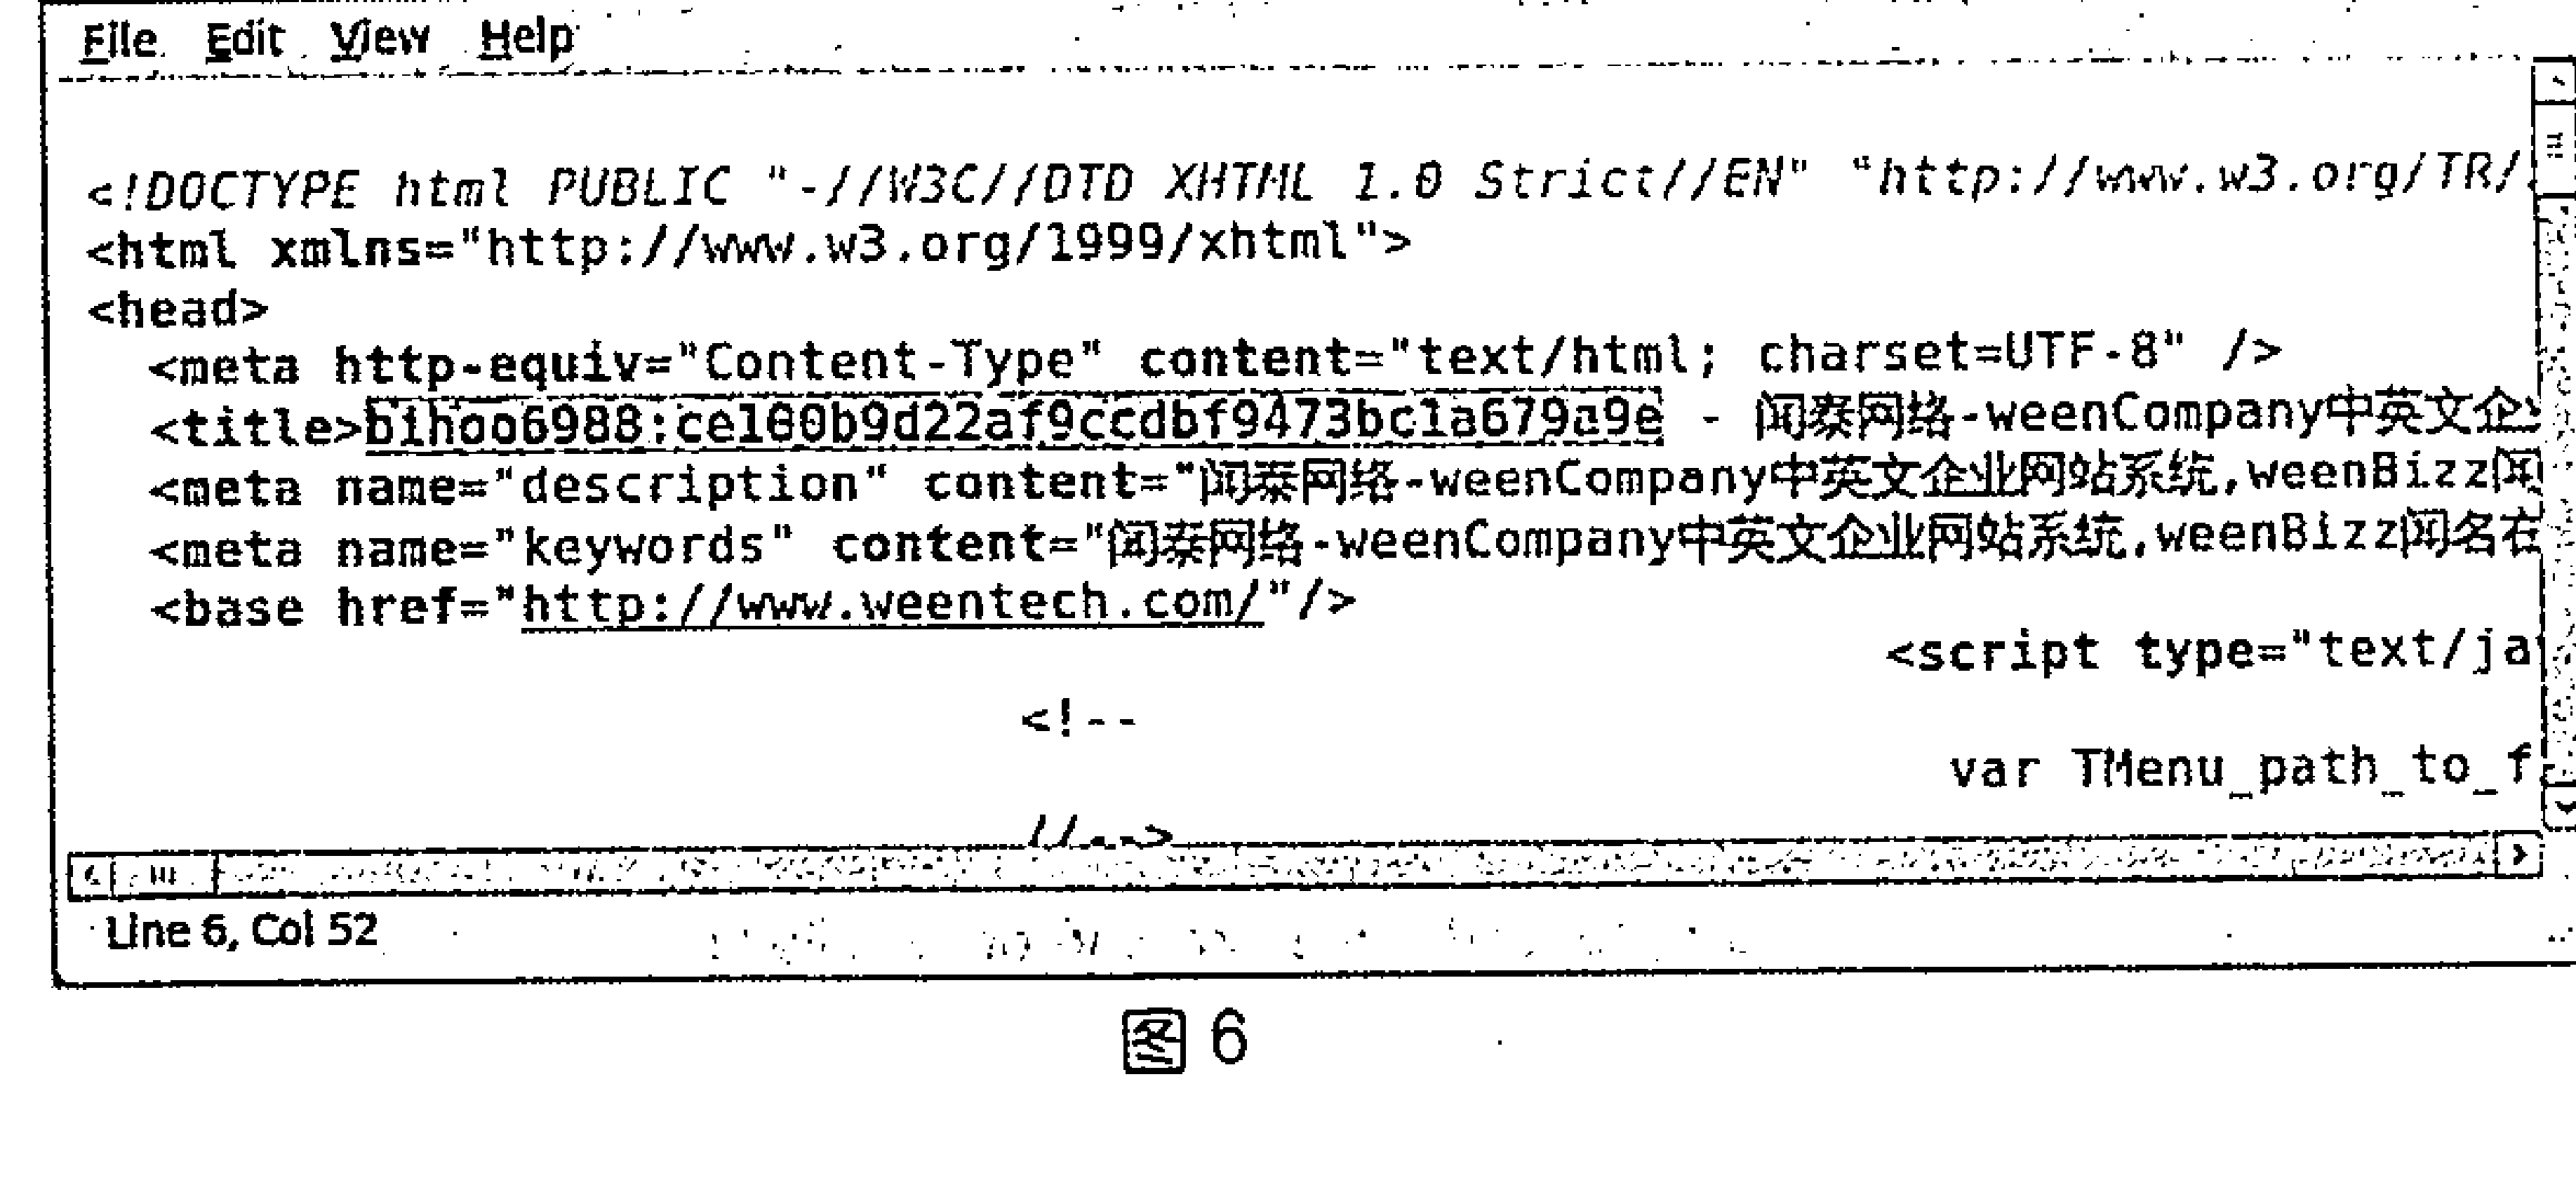 File Edit View Help
<!DOCTYPE html PUBLIC "-//W3C//DTD XHTML 1.0 Strict//EN" "http://www.w3.org/TR/
<html xmlns="http://www.w3.org/1999/xhtml">
<head>
<meta http-equiv="Content-Type" content="text/html; charset=UTF-8" />
<title>bihoo6988:ce100b9d22af9ccdbf9473bc1a679a9e - 闻泰网络-weenCompany中英文企
<meta name="description" content="闻泰网络-weenCompany中英文企业网站系统,weenBizz闻
<meta name="keywords" content="闻泰网络-weenCompany中英文企业网站系统,weenBizz闻名在
<base href="http://www.weentech.com/"/>
<script type="text/ja
<!--
var TMenu_path_to_f
//-->
Line 6, Col 52
图 6